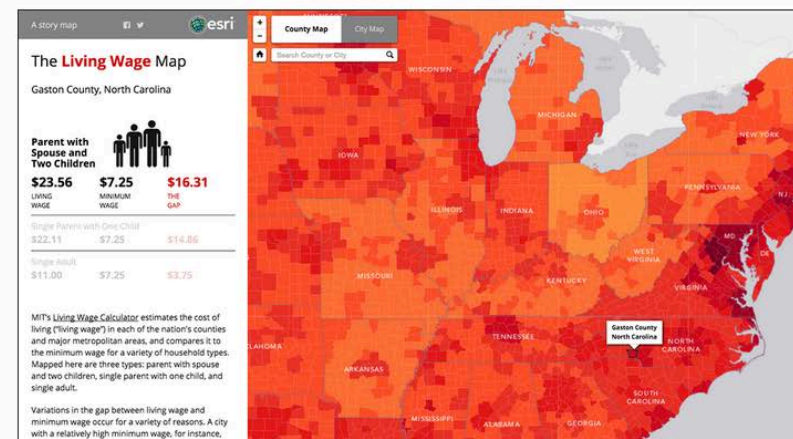 A story map
esri
The Living Wage Map
Gaston County, North Carolina
Parent with
Spouse and
Two Children
$23.56 $7.25 $16.31
LIVING
WAGE
MINIMUM
WAGE
THE
GAP
Single Parent with One Child
$22.11 $7.25 $14.86
Single Adult
$11.00 $7.25 $3.75
MIT's Living Wage Calculator estimates the cost of
living ("living wage") in each of the nation's counties
and major metropolitan areas, and compares it to
the minimum wage for a variety of household types.
Mapped here are three types: parent with spouse
and two children, single parent with one child, and
single adult.
Variations in the gap between living wage and
minimum wage occur for a variety of reasons. A city
with a relatively high minimum wage, for instance,
+
-
County Map
City Map
Search County or City
WISCONSIN
MICHIGAN
NEW YORK
IOWA
PENNSYLVANIA
NJ
ILLINOIS
INDIANA
OHIO
MD
DE
WEST
VIRGINIA
MISSOURI
KENTUCKY
VIRGINIA
Gaston County
North Carolina
TENNESSEE
NORTH
CAROLINA
LAHOMA
ARKANSAS
SOUTH
CAROLINA
MISSISSIPPI
ALABAMA
GEORGIA